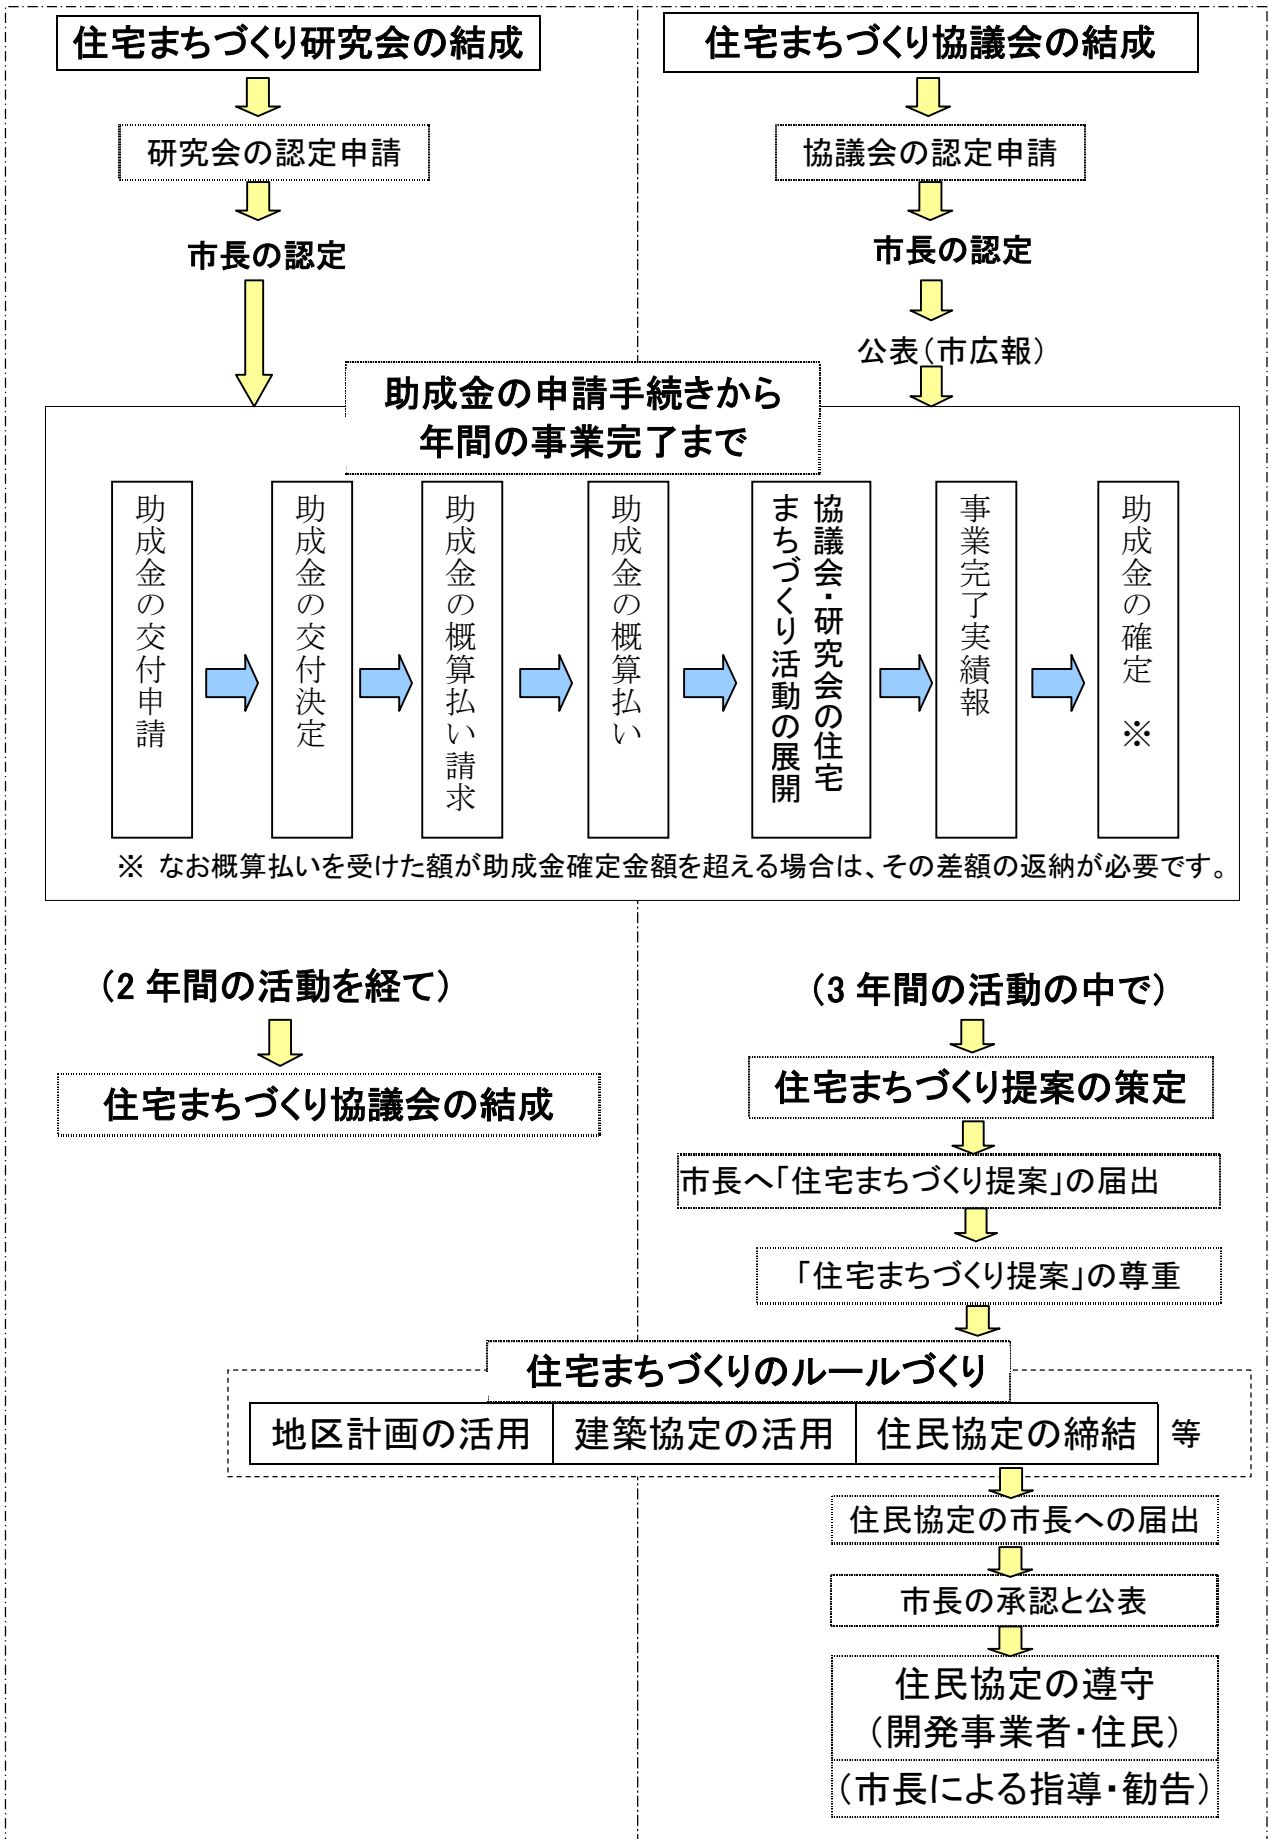 住宅まちづくり研究会の結成
研究会の認定申請
市長の認定
住宅まちづくり協議会の結成
協議会の認定申請
市長の認定
公表（市広報）
助成金の申請手続きから
年間の事業完了まで
助成金の交付申請
助成金の交付決定
助成金の概算払い請求
助成金の概算払い
協議会・研究会の住宅
まちづくり活動の展開
事業完了実績報
助成金の確定　※
※ なお概算払いを受けた額が助成金確定金額を超える場合は、その差額の返納が必要です。
（2 年間の活動を経て）
住宅まちづくり協議会の結成
（3 年間の活動の中で）
住宅まちづくり提案の策定
市長へ「住宅まちづくり提案」の届出
「住宅まちづくり提案」の尊重
住宅まちづくりのルールづくり
地区計画の活用
建築協定の活用
住民協定の締結
等
住民協定の市長への届出
市長の承認と公表
住民協定の遵守
（開発事業者・住民）
（市長による指導・勧告）